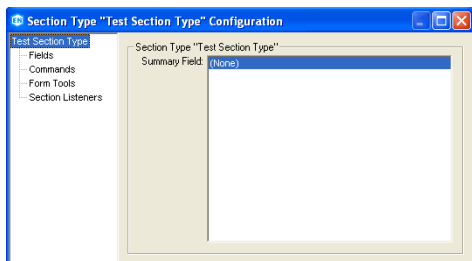 Section Type "Test Section Type" Configuration
Test Section Type
Fields
Commands
Form Tools
Section Listeners
Section Type "Test Section Type"
Summary Field: (None)